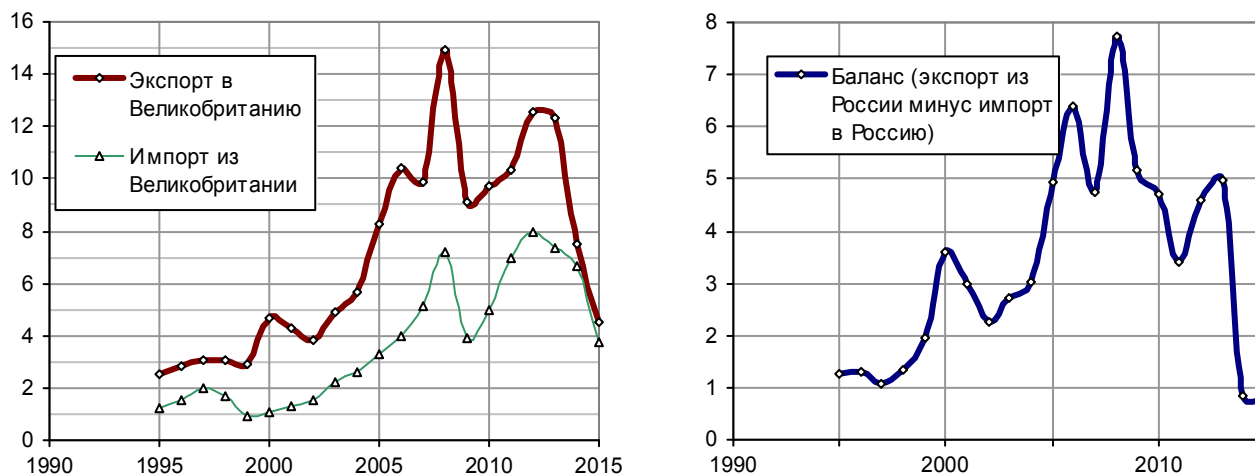 16
14
12
10
8
6
4
2
0
1990 1995 2000 2005 2010 2015
Экспорт в
Великобританию
Импорт из
Великобритании
8
7
6
5
4
3
2
1
0
1990 2000 2010
Баланс (экспорт из
России минус импорт
в Россию)